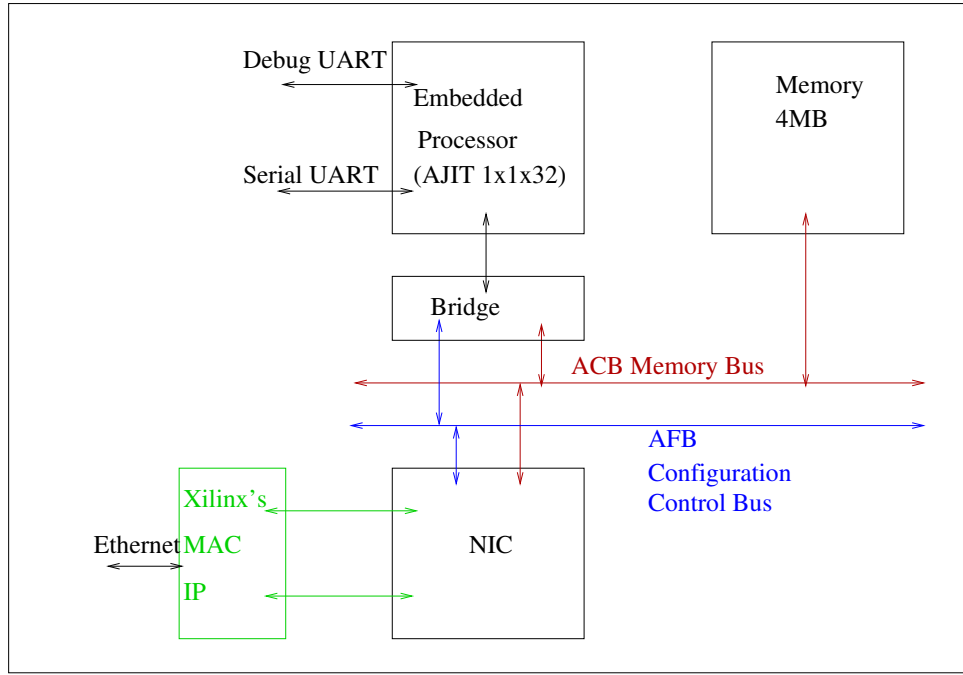 Debug UART
Embedded
Processor
(AJIT 1x1x32)
Serial UART
Memory
4MB
Bridge
ACB Memory Bus
AFB
Configuration
Control Bus
Xilinx's
MAC
IP
Ethernet
NIC